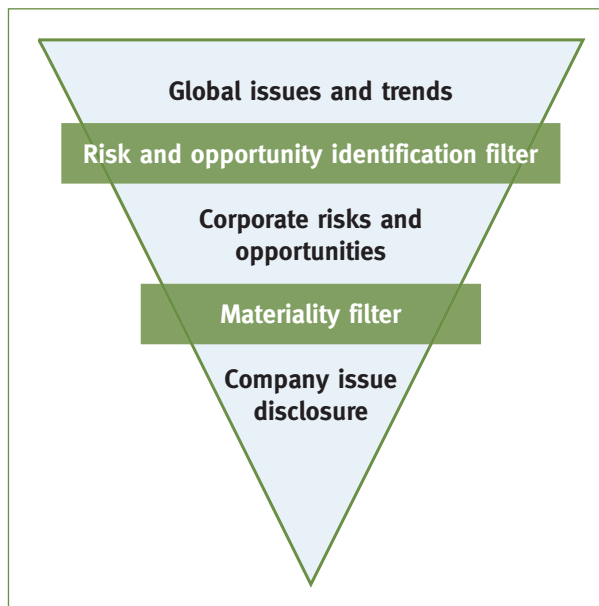 Global issues and trends
Risk and opportunity identification filter
Corporate risks and
opportunities
Materiality filter
Company issue
disclosure